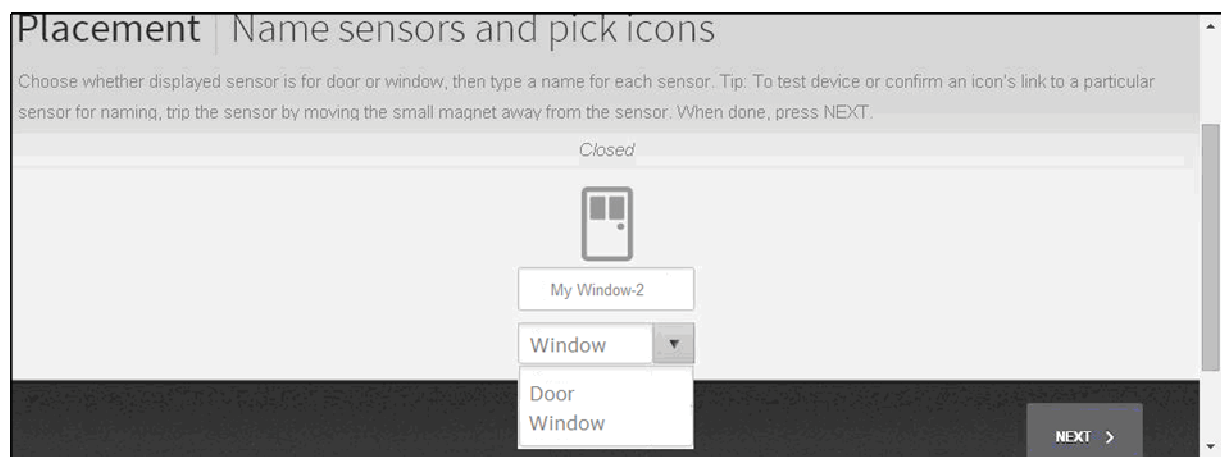 Placement | Name sensors and pick icons
Choose whether displayed sensor is for door or window, then type a name for each sensor. Tip: To test device or confirm an icon's link to a particular
sensor for naming, trip the sensor by moving the small magnet away from the sensor. When done, press NEXT.
Closed
My Window-2
Window
Door
Window
NEXT >